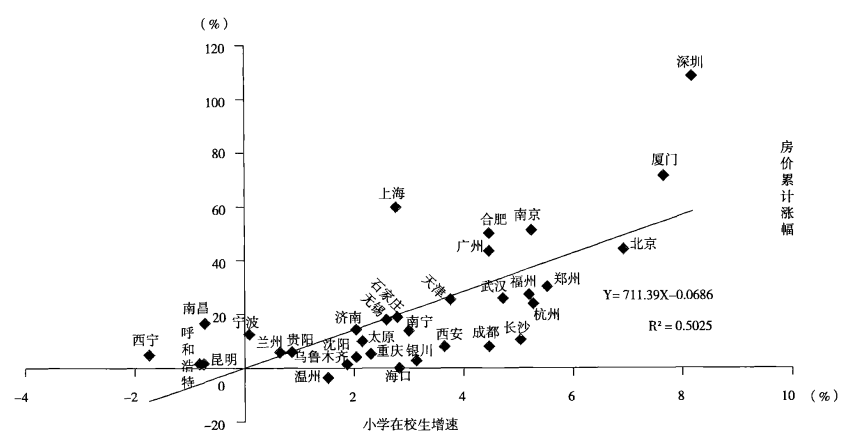 （%）
120
100
80
60
40
20
0
−20
−4
−2
2
4
6
8
10
（%）
深圳
厦门
上海
合肥
南京
广州
北京
天津
石家庄
无锡
武汉
福州
郑州
杭州
南昌
宁波
西宁
呼和浩特
昆明
兰州
贵阳
济南
沈阳
太原
南宁
乌鲁木齐
重庆
银川
西安
成都
长沙
温州
海口
Y= 711.39X−0.0686
R² = 0.5025
房价累计涨幅
小学在校生增速